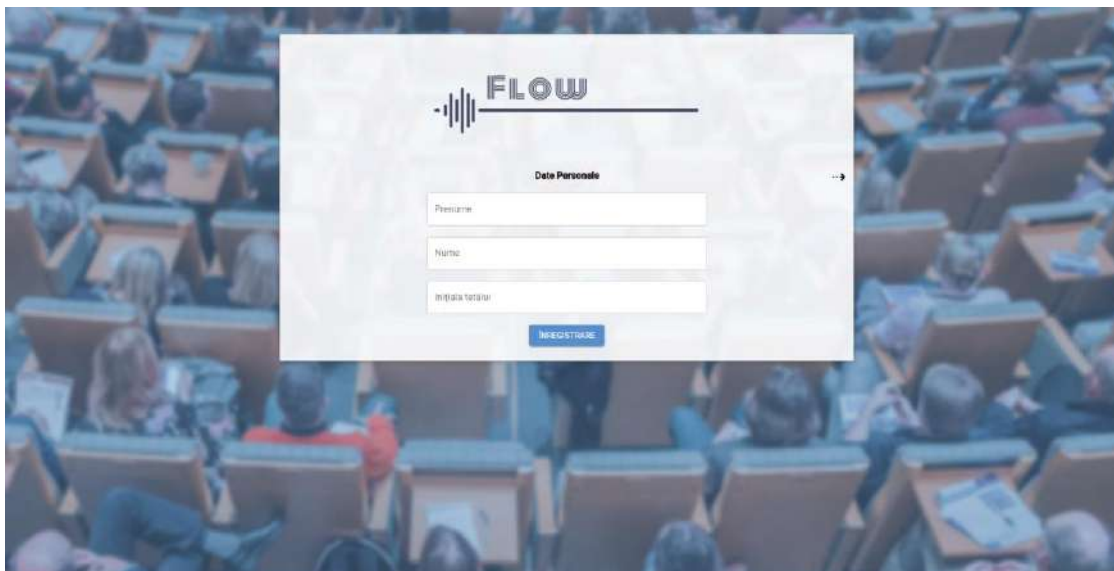 FLOW
Date Personale
Prenume
Nume
Inițiala tatălui
ÎNREGISTRARE